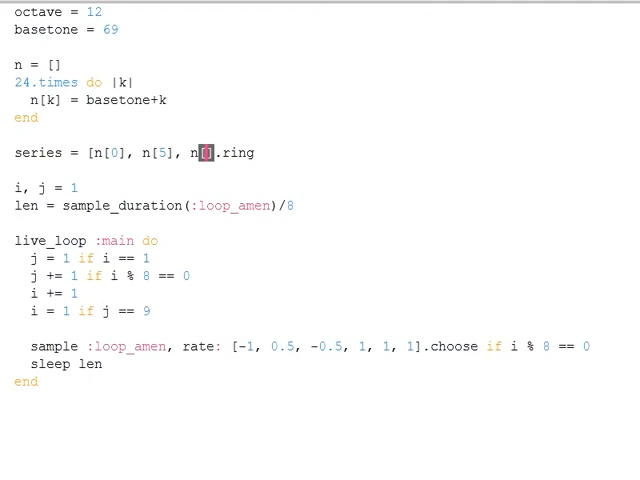 octave = 12
basetone = 69
n = []
24.times do |k|
n[k] = basetone+k
end
series = [n[0], n[5], n[].ring
i, j = 1
len = sample_duration(:loop_amen)/8
live_loop :main do
j = 1 if i == 1
j += 1 if i % 8 == 0
i += 1
i = 1 if j == 9
sample :loop_amen, rate: [-1, 0.5, -0.5, 1, 1, 1].choose if i % 8 == 0
sleep len
end